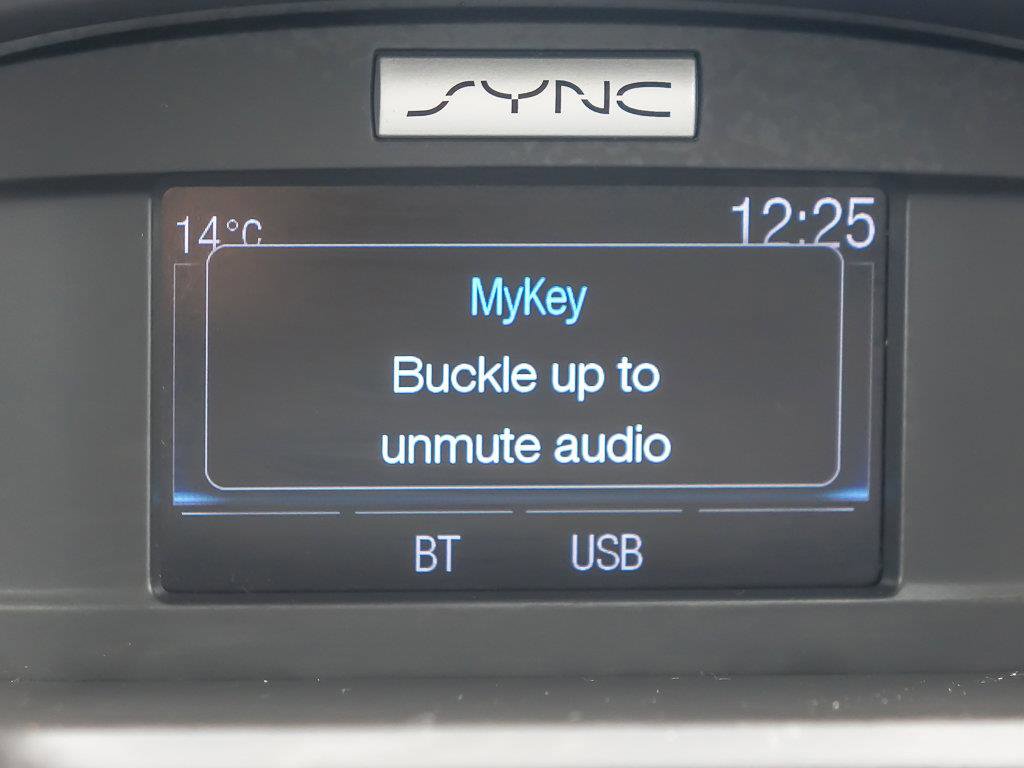 SYNC
14°C 12:25
MyKey
Buckle up to
unmute audio
BT USB